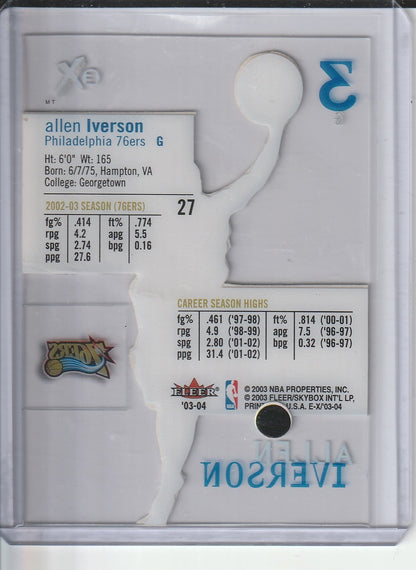 eX
3
MT
6
allen Iverson
Philadelphia 76ers G
Ht: 6'0" Wt: 165
Born: 6/7/75, Hampton, VA
College: Georgetown
2002-03 SEASON (76ERS) 27
fg% .414 ft% .774
rpg 4.2 apg 5.5
spg 2.74 bpg 0.16
ppg 27.6
CAREER SEASON HIGHS
fg% .461 ('97-98) ft% .814 ('00-01)
rpg 4.9 ('98-99) apg 7.5 ('96-97)
spg 2.80 ('01-02) bpg 0.32 ('96-97)
ppg 31.4 ('01-02)
SIXERS
FLEER
'03-04
© 2003 NBA PROPERTIES, INC.
© 2003 FLEER/SKYBOX INT'L LP,
U.S.A. E-X/'03-04
ALLEN
IVERSON